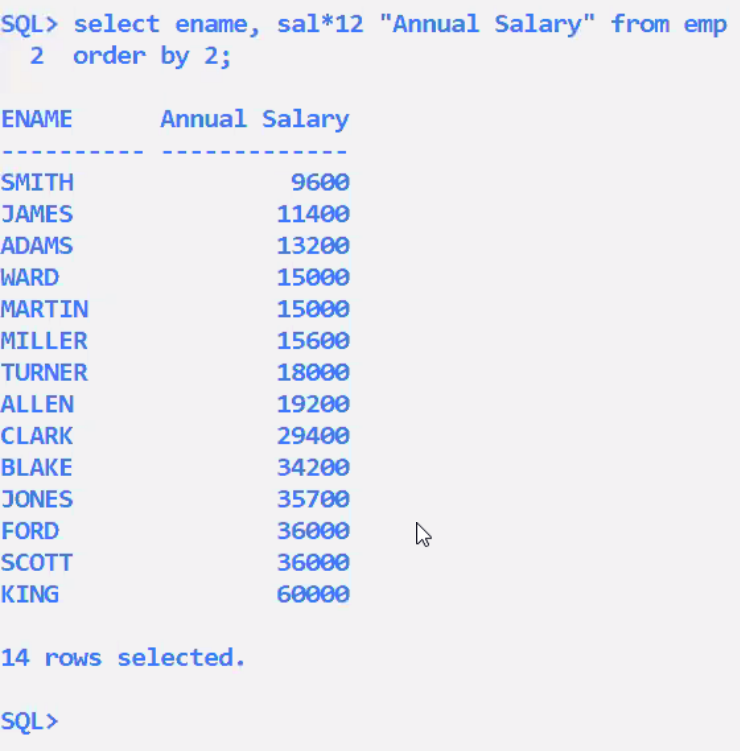 SQL> select ename, sal*12 "Annual Salary" from emp
  2  order by 2;
ENAME      Annual Salary
---------- -------------
SMITH               9600
JAMES              11400
ADAMS              13200
WARD               15000
MARTIN             15000
MILLER             15600
TURNER             18000
ALLEN              19200
CLARK              29400
BLAKE              34200
JONES              35700
FORD               36000
SCOTT              36000
KING               60000
14 rows selected.
SQL>